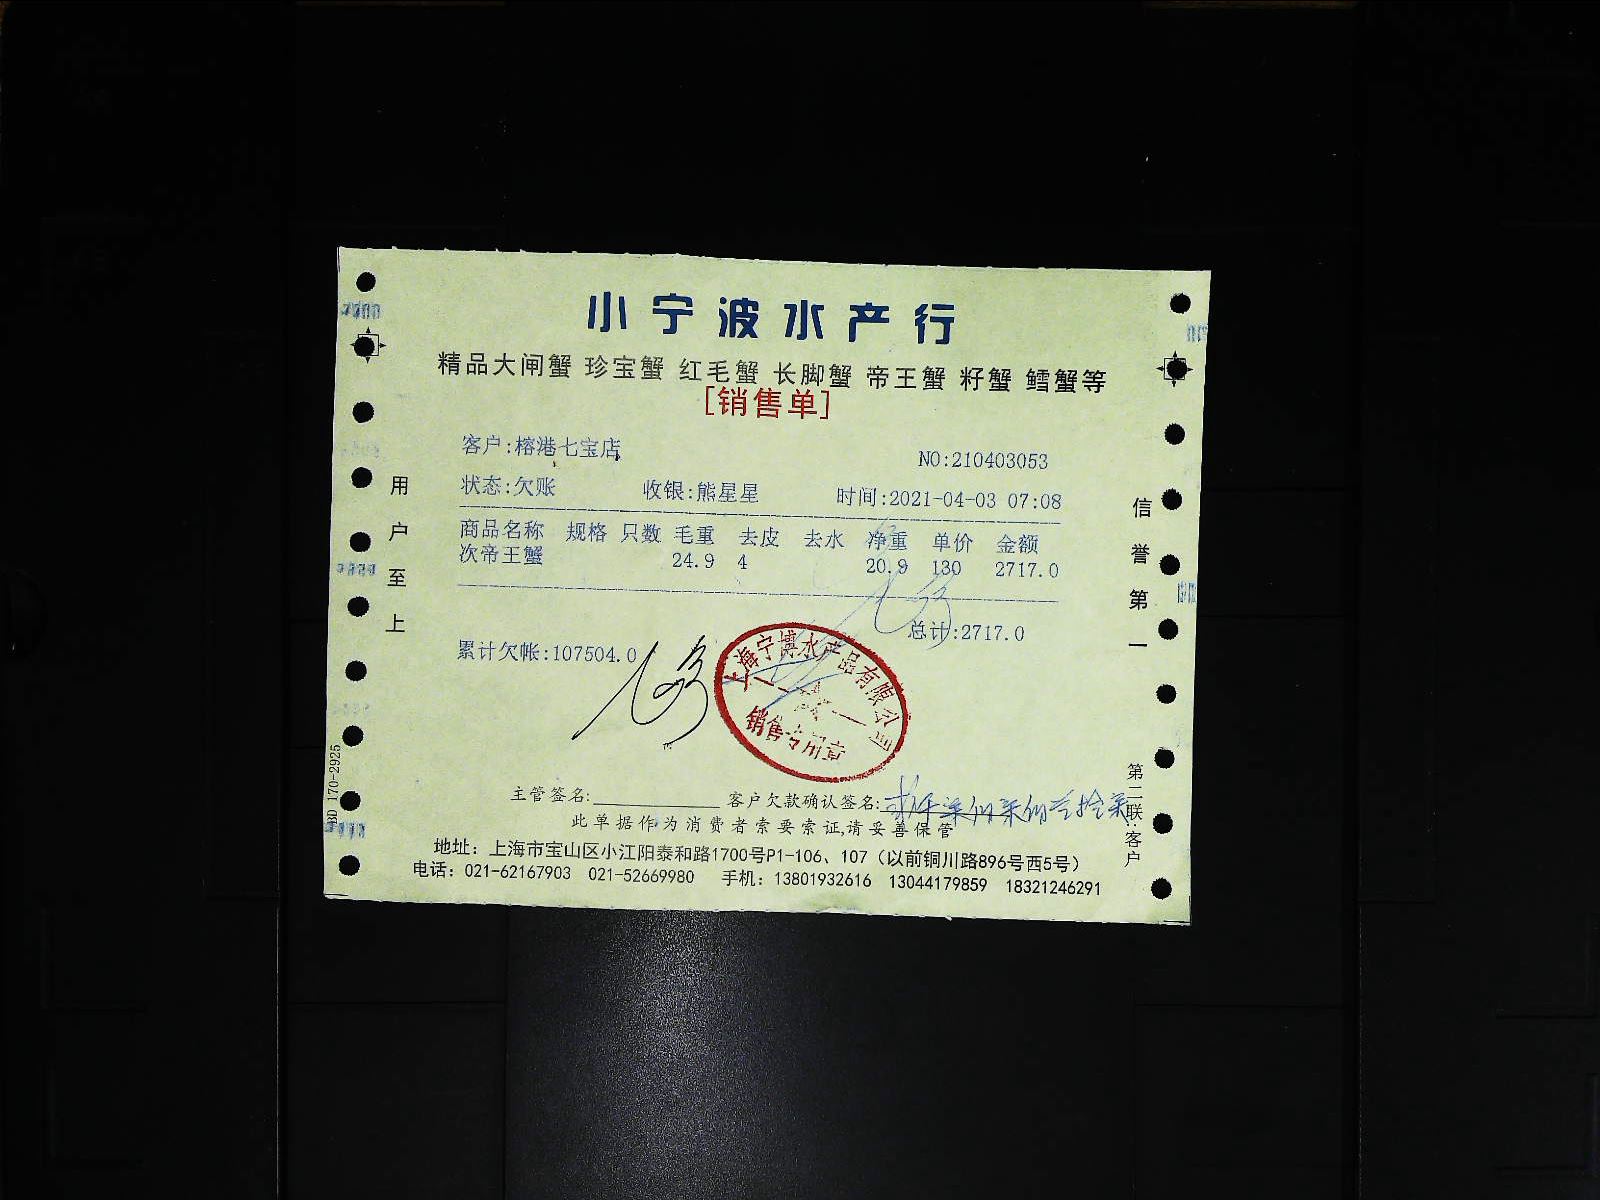 小宁波水产行
精品大闸蟹 珍宝蟹 红毛蟹 长脚蟹 帝王蟹 籽蟹 鳕蟹等
[销售单]
客户:榕港七宝店
NO:210403053
状态:欠账 收银:熊星星 时间:2021-04-03 07:08
商品名称 规格 只数 毛重 去皮 去水 净重 单价 金额
次帝王蟹 24.9 4 20.9 130 2717.0
总计:2717.0
累计欠帐:107504.0
上海宁博水产品有限公司
销售专用章
主管签名: 客户欠款确认签名:
此单据作为消费者索要索证,请妥善保管
地址：上海市宝山区小江阳泰和路1700号P1-106、107（以前铜川路896号西5号）
电话：021-62167903 021-52669980 手机：13801932616 13044179859 18321246291
用户至上
信誉第一
第二联:客户
BD 170-2925